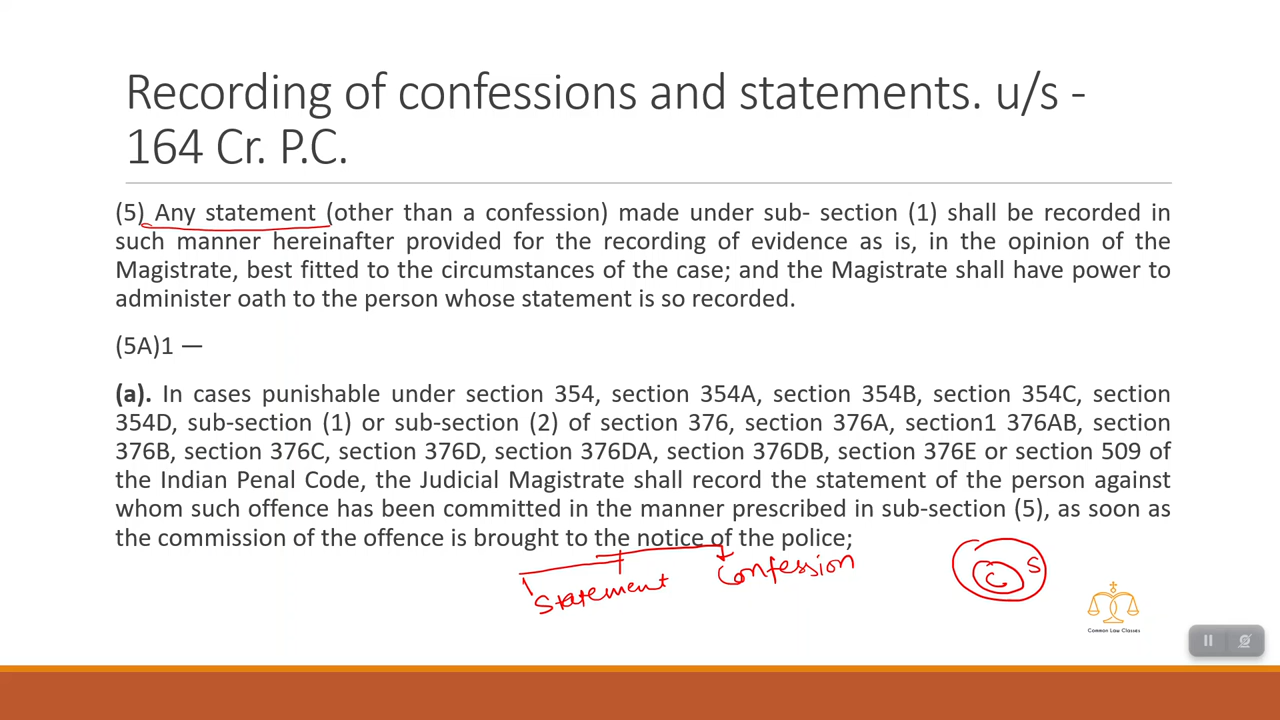 Recording of confessions and statements. u/s -
164 Cr. P.C.
(5) Any statement (other than a confession) made under sub- section (1) shall be recorded in
such manner hereinafter provided for the recording of evidence as is, in the opinion of the
Magistrate, best fitted to the circumstances of the case; and the Magistrate shall have power to
administer oath to the person whose statement is so recorded.
(5A)1 —
(a). In cases punishable under section 354, section 354A, section 354B, section 354C, section
354D, sub-section (1) or sub-section (2) of section 376, section 376A, section1 376AB, section
376B, section 376C, section 376D, section 376DA, section 376DB, section 376E or section 509 of
the Indian Penal Code, the Judicial Magistrate shall record the statement of the person against
whom such offence has been committed in the manner prescribed in sub-section (5), as soon as
the commission of the offence is brought to the notice of the police;
Statement
Confession
C
S
Common Law Classes